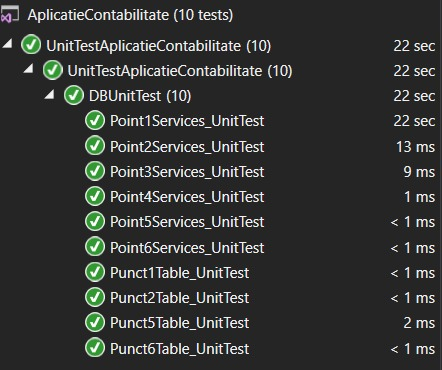 AplicatieContabilitate (10 tests)
UnitTestAplicatieContabilitate (10) 22 sec
UnitTestAplicatieContabilitate (10) 22 sec
DBUnitTest (10) 22 sec
Point1Services_UnitTest 22 sec
Point2Services_UnitTest 13 ms
Point3Services_UnitTest 9 ms
Point4Services_UnitTest 1 ms
Point5Services_UnitTest < 1 ms
Point6Services_UnitTest < 1 ms
Punct1Table_UnitTest < 1 ms
Punct2Table_UnitTest < 1 ms
Punct5Table_UnitTest 2 ms
Punct6Table_UnitTest < 1 ms